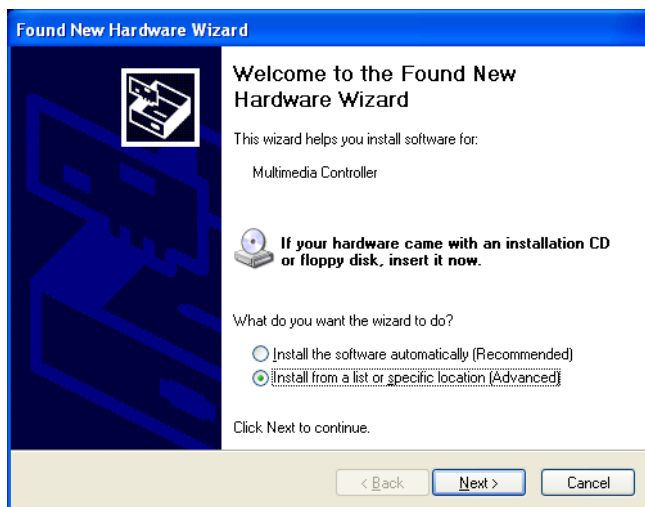 Found New Hardware Wizard
Welcome to the Found New
Hardware Wizard
This wizard helps you install software for:
Multimedia Controller
If your hardware came with an installation CD
or floppy disk, insert it now.
What do you want the wizard to do?
Install the software automatically (Recommended)
Install from a list or specific location (Advanced)
Click Next to continue.
< Back Next > Cancel